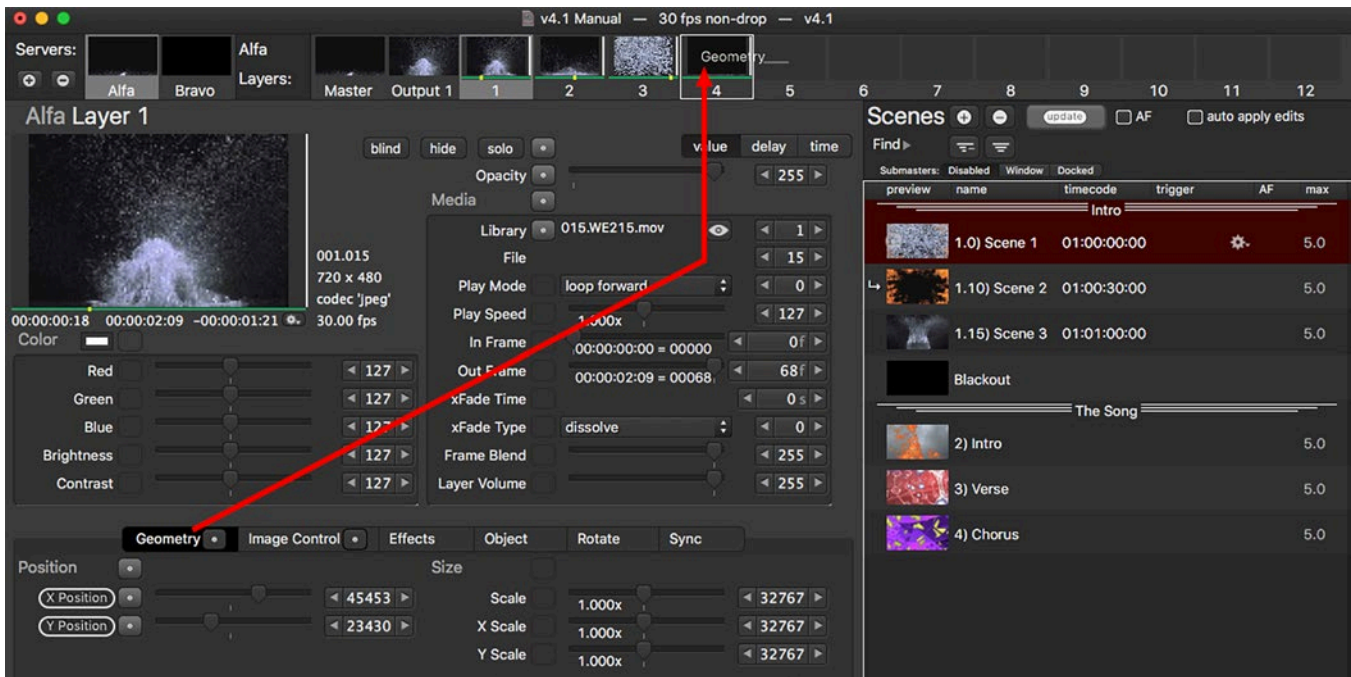 v4.1 Manual — 30 fps non-drop — v4.1
Servers:
Alfa
Bravo
Alfa
Layers:
Master
Output 1
1
2
3
4
5
6
7
8
9
10
11
12
Geometry
Alfa Layer 1
blind
hide
solo
value
delay
time
Opacity
255
Media
Library
015.WE215.mov
1
File
15
Play Mode
loop forward
0
Play Speed
1.000x
127
In Frame
00:00:00:00 = 00000
0f
Out Frame
00:00:02:09 = 00068
68f
xFade Time
0 s
xFade Type
dissolve
0
Frame Blend
255
Layer Volume
255
001.015
720 x 480
codec 'jpeg'
30.00 fps
00:00:00:18 00:00:02:09 -00:00:01:21
Color
Red
127
Green
127
Blue
127
Brightness
127
Contrast
127
Geometry
Image Control
Effects
Object
Rotate
Sync
Position
X Position
45453
Y Position
23430
Size
Scale
1.000x
32767
X Scale
1.000x
32767
Y Scale
1.000x
32767
Scenes
update
AF
auto apply edits
Find
Submasters: Disabled Window Docked
preview name timecode trigger AF max
Intro
1.0) Scene 1 01:00:00:00 5.0
1.10) Scene 2 01:00:30:00 5.0
1.15) Scene 3 01:01:00:00 5.0
Blackout
The Song
2) Intro 5.0
3) Verse 5.0
4) Chorus 5.0